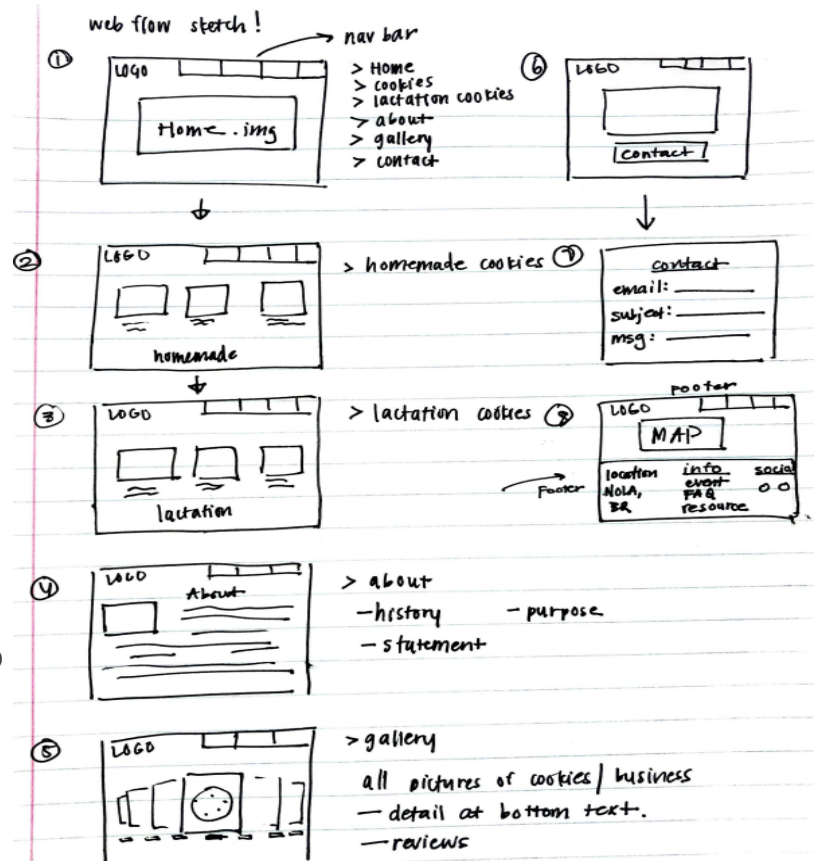 web flow sketch!
nav bar
①
LOGO
Home.img
> Home
> cookies
> lactation cookies
> about
> gallery
> contact
②
LOGO
homemade
> homemade cookies
③
LOGO
lactation
> lactation cookies
④
LOGO
About
> about
- history - purpose
- statement
⑤
LOGO
> gallery
all pictures of cookies/business
- detail at bottom text.
- reviews
⑥
LOGO
contact
⑦
contact
email:
subject:
msg:
⑧
footer
LOGO
MAP
Footer
location info social
NOLA, event
BR FAQ
resource